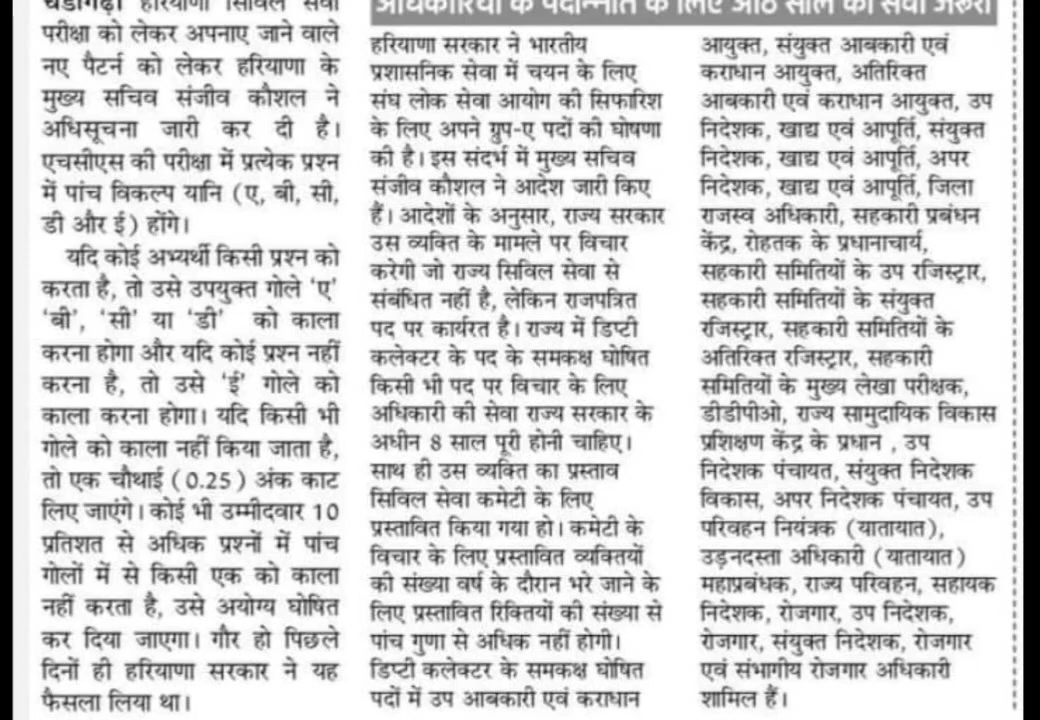 चंडीगढ़। हरियाणा सिविल सेवा
परीक्षा को लेकर अपनाए जाने वाले
नए पैटर्न को लेकर हरियाणा के
मुख्य सचिव संजीव कौशल ने
अधिसूचना जारी कर दी है।
एचसीएस की परीक्षा में प्रत्येक प्रश्न
में पांच विकल्प यानि (ए, बी, सी,
डी और ई) होंगे।
यदि कोई अभ्यर्थी किसी प्रश्न को
करता है, तो उसे उपयुक्त गोले 'ए'
'बी', 'सी' या 'डी' को काला
करना होगा और यदि कोई प्रश्न नहीं
करना है, तो उसे 'ई' गोले को
काला करना होगा। यदि किसी भी
गोले को काला नहीं किया जाता है,
तो एक चौथाई (0.25) अंक काट
लिए जाएंगे। कोई भी उम्मीदवार 10
प्रतिशत से अधिक प्रश्नों में पांच
गोलों में से किसी एक को काला
नहीं करता है, उसे अयोग्य घोषित
कर दिया जाएगा। गौर हो पिछले
दिनों ही हरियाणा सरकार ने यह
फैसला लिया था।
अधिकारियों के पदोन्नति के लिए आठ साल की सेवा जरूरी
हरियाणा सरकार ने भारतीय
प्रशासनिक सेवा में चयन के लिए
संघ लोक सेवा आयोग की सिफारिश
के लिए अपने ग्रुप-ए पदों की घोषणा
की है। इस संदर्भ में मुख्य सचिव
संजीव कौशल ने आदेश जारी किए
हैं। आदेशों के अनुसार, राज्य सरकार
उस व्यक्ति के मामले पर विचार
करेगी जो राज्य सिविल सेवा से
संबंधित नहीं है, लेकिन राजपत्रित
पद पर कार्यरत है। राज्य में डिप्टी
कलेक्टर के पद के समकक्ष घोषित
किसी भी पद पर विचार के लिए
अधिकारी की सेवा राज्य सरकार के
अधीन 8 साल पूरी होनी चाहिए।
साथ ही उस व्यक्ति का प्रस्ताव
सिविल सेवा कमेटी के लिए
प्रस्तावित किया गया हो। कमेटी के
विचार के लिए प्रस्तावित व्यक्तियों
की संख्या वर्ष के दौरान भरे जाने के
लिए प्रस्तावित रिक्तियों की संख्या से
पांच गुणा से अधिक नहीं होगी।
डिप्टी कलेक्टर के समकक्ष घोषित
पदों में उप आबकारी एवं कराधान
आयुक्त, संयुक्त आबकारी एवं
कराधान आयुक्त, अतिरिक्त
आबकारी एवं कराधान आयुक्त, उप
निदेशक, खाद्य एवं आपूर्ति, संयुक्त
निदेशक, खाद्य एवं आपूर्ति, अपर
निदेशक, खाद्य एवं आपूर्ति, जिला
राजस्व अधिकारी, सहकारी प्रबंधन
केंद्र, रोहतक के प्रधानाचार्य,
सहकारी समितियों के उप रजिस्ट्रार,
सहकारी समितियों के संयुक्त
रजिस्ट्रार, सहकारी समितियों के
अतिरिक्त रजिस्ट्रार, सहकारी
समितियों के मुख्य लेखा परीक्षक,
डीडीपीओ, राज्य सामुदायिक विकास
प्रशिक्षण केंद्र के प्रधान , उप
निदेशक पंचायत, संयुक्त निदेशक
विकास, अपर निदेशक पंचायत, उप
परिवहन नियंत्रक (यातायात),
उड़नदस्ता अधिकारी (यातायात)
महाप्रबंधक, राज्य परिवहन, सहायक
निदेशक, रोजगार, उप निदेशक,
रोजगार, संयुक्त निदेशक, रोजगार
एवं संभागीय रोजगार अधिकारी
शामिल हैं।